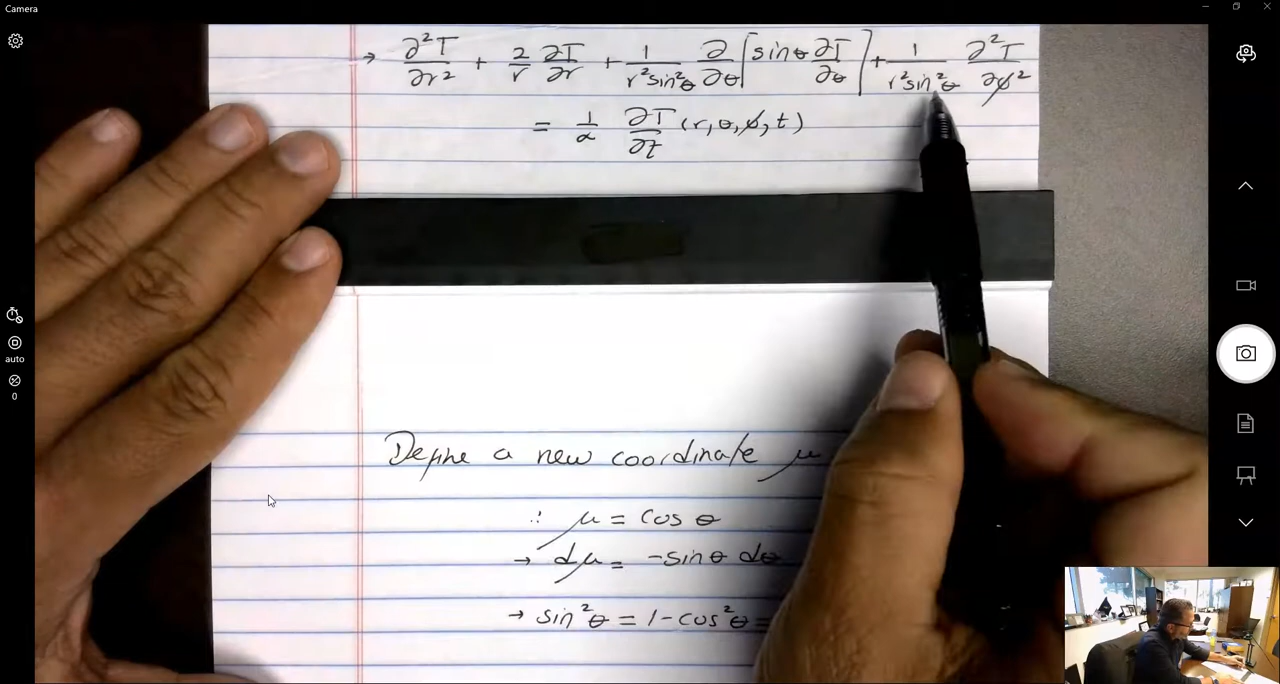 Camera
→ ∂²T/∂r² + 2/r ∂T/∂r + 1/(r²sin²θ) ∂/∂θ [sinθ ∂T/∂θ] + 1/(r²sin²θ) ∂²T/∂φ²
= 1/α ∂T/∂t (r, θ, φ, t)
auto
0
Define a new coordinate μ
∴ μ = cos θ
→ dμ = -sinθ dθ
→ sin²θ = 1-cos²θ =